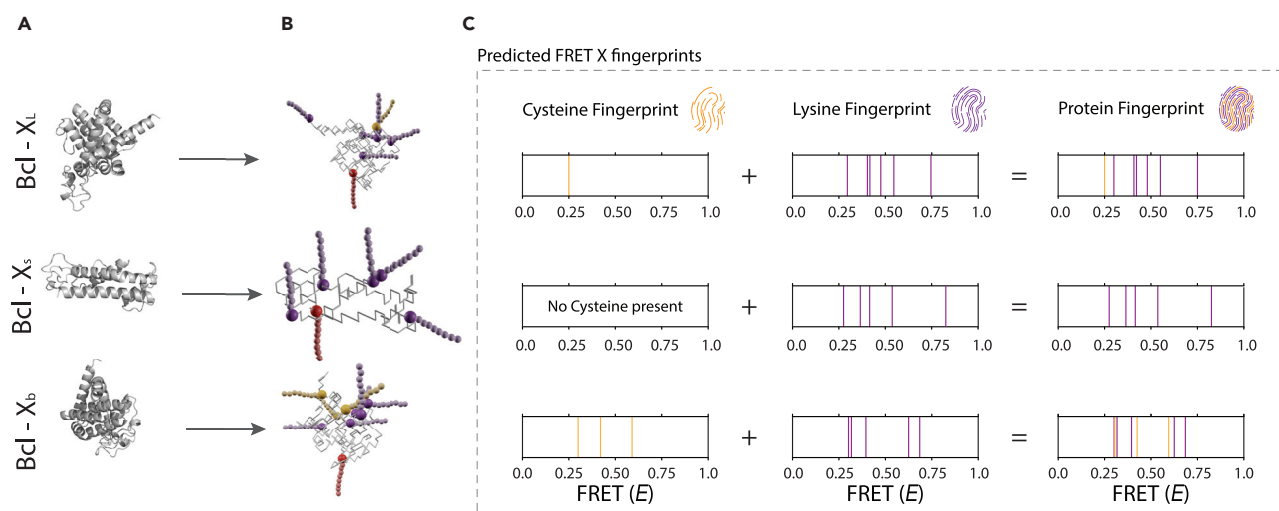 A
B
C
Predicted FRET X fingerprints
Cysteine Fingerprint
Lysine Fingerprint
Protein Fingerprint
Bcl - XL
+
=
0.0 0.25 0.50 0.75 1.0
0.0 0.25 0.50 0.75 1.0
0.0 0.25 0.50 0.75 1.0
Bcl - Xs
No Cysteine present
+
=
0.0 0.25 0.50 0.75 1.0
0.0 0.25 0.50 0.75 1.0
0.0 0.25 0.50 0.75 1.0
Bcl - Xb
+
=
0.0 0.25 0.50 0.75 1.0
0.0 0.25 0.50 0.75 1.0
0.0 0.25 0.50 0.75 1.0
FRET (E)
FRET (E)
FRET (E)